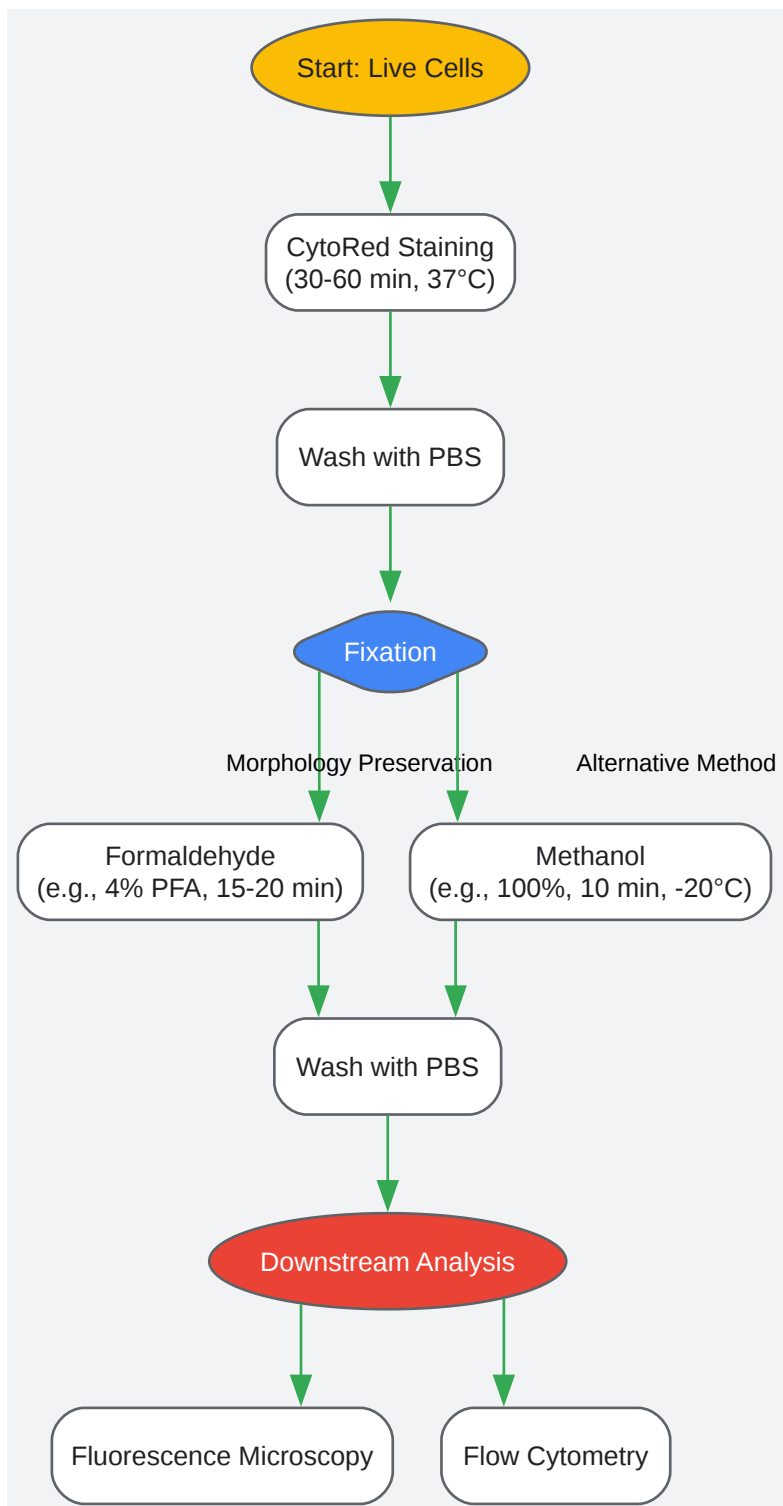 Start: Live Cells
CytoRed Staining
(30-60 min, 37°C)
Wash with PBS
Fixation
Morphology Preservation
Alternative Method
Formaldehyde
(e.g., 4% PFA, 15-20 min)
Methanol
(e.g., 100%, 10 min, -20°C)
Wash with PBS
Downstream Analysis
Fluorescence Microscopy
Flow Cytometry